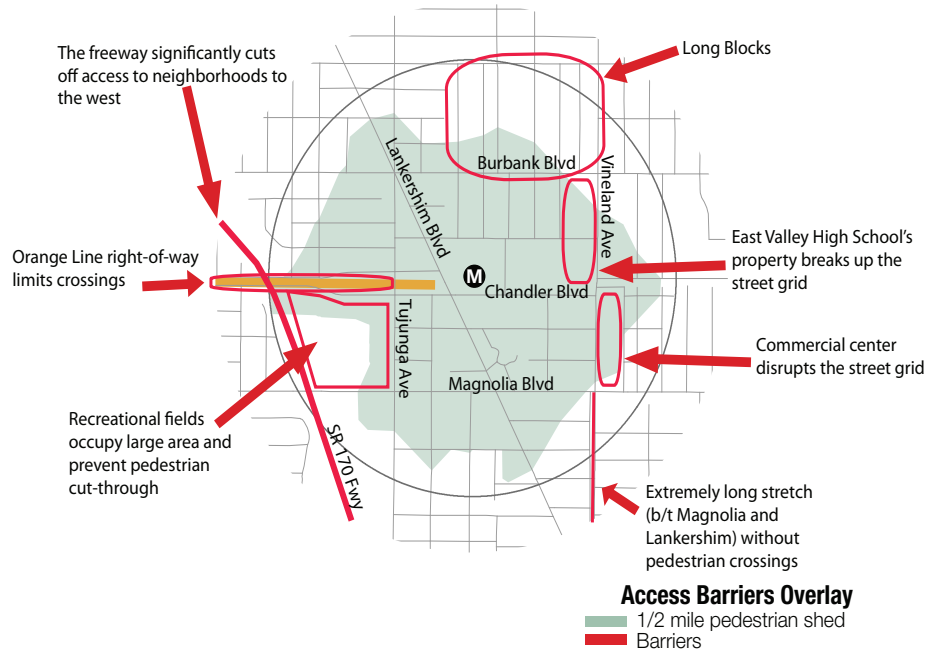 The freeway significantly cuts
off access to neighborhoods to
the west
Long Blocks
Lankershim Blvd
Burbank Blvd
Vineland Ave
Orange Line right-of-way
limits crossings
M
Chandler Blvd
East Valley High School's
property breaks up the
street grid
Tujunga Ave
Magnolia Blvd
Commercial center
disrupts the street grid
Recreational fields
occupy large area and
prevent pedestrian
cut-through
SR 170 Fwy
Extremely long stretch
(b/t Magnolia and
Lankershim) without
pedestrian crossings
Access Barriers Overlay
1/2 mile pedestrian shed
Barriers